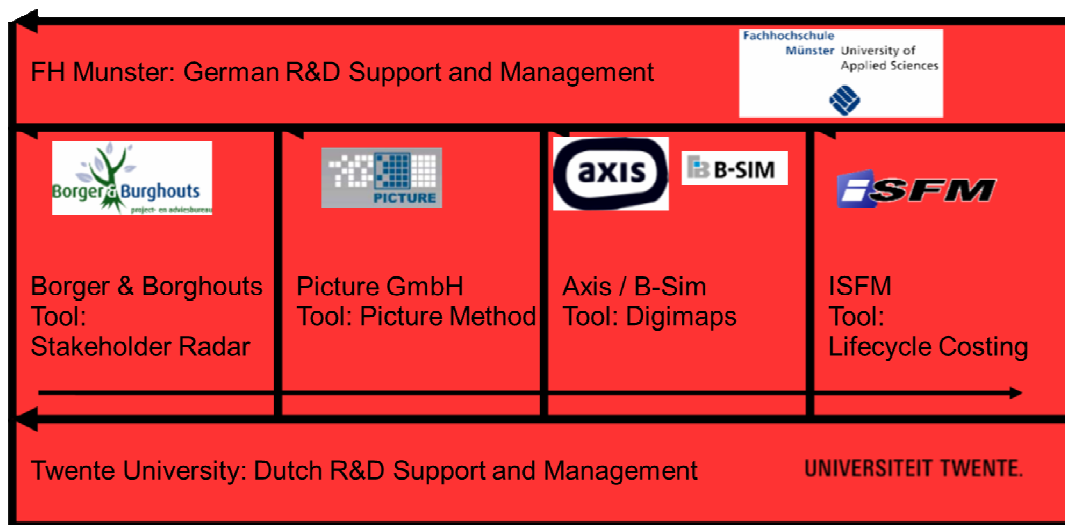 FH Munster: German R&D Support and Management
Fachhochschule
Münster University of
Applied Sciences
Borger & Burghouts
project- en adviesbureau
PICTURE
axis
B-SIM
iSFM
Borger & Borghouts
Tool:
Stakeholder Radar
Picture GmbH
Tool: Picture Method
Axis / B-Sim
Tool: Digimaps
ISFM
Tool:
Lifecycle Costing
Twente University: Dutch R&D Support and Management
UNIVERSITEIT TWENTE.